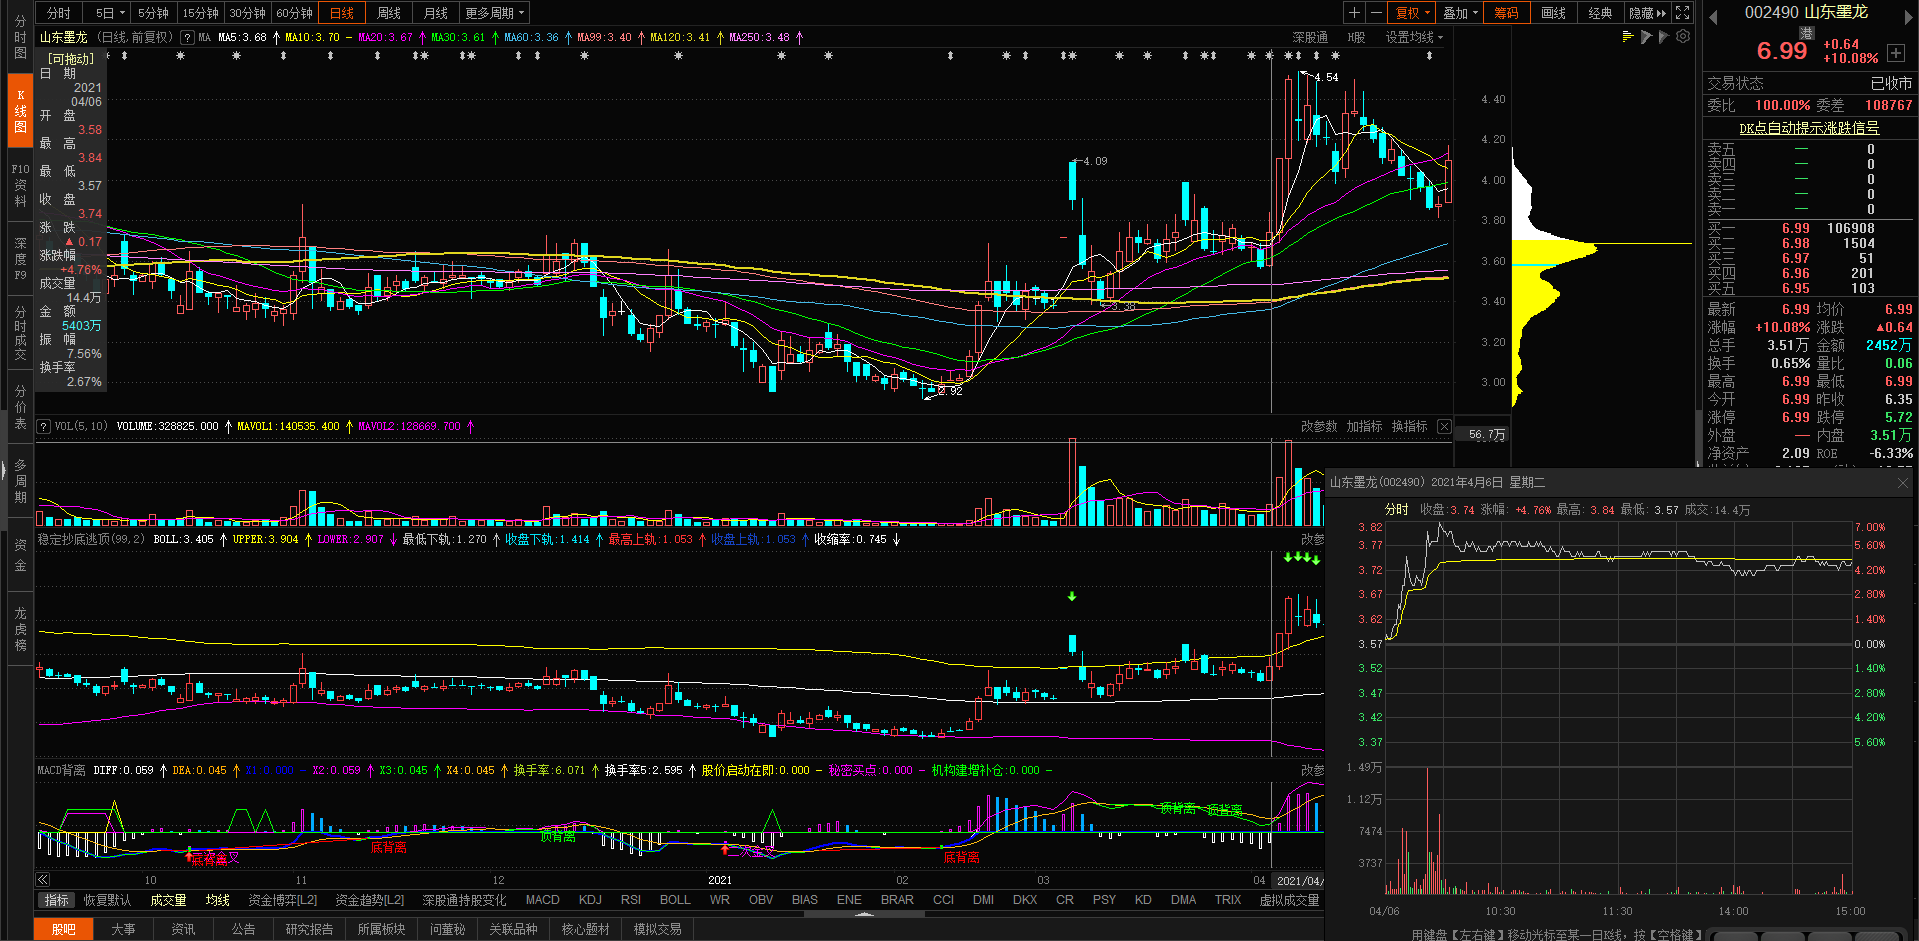 分时 5日 5分钟 15分钟 30分钟 60分钟 日线 周线 月线 更多周期
复权 叠加 筹码 画线 经典 隐藏
002490 山东墨龙
港
6.99 +0.64
+10.08%
山东墨龙 (日线, 前复权) ? MA MA5:3.68 ↑ MA10:3.70 − MA20:3.67 ↑ MA30:3.61 ↑ MA60:3.36 ↑ MA99:3.40 ↑ MA120:3.41 ↑ MA250:3.48 ↑
深股通 H股 设置均线
分时图
K线图
F10资料
深度F9
分时成交
分价表
多周期
资金
龙虎榜
[可拖动]
日 期
2021
04/06
开 盘
3.58
最 高
3.84
最 低
3.57
收 盘
3.74
涨 跌
▲ 0.17
涨跌幅
+4.76%
成交量
14.4万
金 额
5403万
振 幅
7.56%
换手率
2.67%
4.54
4.09
3.38
2.92
4.40
4.20
4.00
3.80
3.60
3.40
3.20
3.00
交易状态 已收市
委比 100.00% 委差 108767
DK点自动提示涨跌信号
卖五 — 0
卖四 — 0
卖三 — 0
卖二 — 0
卖一 — 0
买一 6.99 106908
买二 6.98 1504
买三 6.97 51
买四 6.96 201
买五 6.95 103
最新 6.99 均价 6.99
涨幅 +10.08% 涨跌 ▲0.64
总手 3.51万 金额 2452万
换手 0.65% 量比 0.06
最高 6.99 最低 6.99
今开 6.99 昨收 6.35
涨停 6.99 跌停 5.72
外盘 — 内盘 3.51万
净资产 2.09 ROE -6.33%
? VOL(5,10) VOLUME:328825.000 ↑ MAVOL1:140535.400 ↑ MAVOL2:128669.700 ↑
改参数 加指标 换指标
56.7万
稳定抄底逃顶(99,2) BOLL:3.405 ↑ UPPER:3.904 ↑ LOWER:2.907 ↓ 最低下轨:1.270 ↑ 收盘下轨:1.414 ↑ 最高上轨:1.053 ↑ 收盘上轨:1.053 ↑ 收缩率:0.745 ↓
改参
MACD背离 DIFF:0.059 ↑ DEA:0.045 ↑ X1:0.000 − X2:0.059 ↑ X3:0.045 ↑ X4:0.045 ↑ 换手率:6.071 ↑ 换手率5:2.595 ↑ 股价启动在即:0.000 − 秘密买点:0.000 − 机构建增补仓:0.000 −
改参
底背离
顶背离
底背离
顶背离
顶背离
10 11 12 2021 02 03 04 2021/04/
指标 恢复默认 成交量 均线 资金博弈[L2] 资金趋势[L2] 深股通持股变化 MACD KDJ RSI BOLL WR OBV BIAS ENE BRAR CCI DMI DKX CR PSY KD DMA TRIX 虚拟成交量
股吧 大事 资讯 公告 研究报告 所属板块 问董秘 关联品种 核心题材 模拟交易
山东墨龙(002490) 2021年4月6日 星期二
分时 收盘:3.74 涨幅: +4.76% 最高: 3.84 最低: 3.57 成交:14.4万
3.82 7.00%
3.77 5.60%
3.72 4.20%
3.67 2.80%
3.62 1.40%
3.57 0.00%
3.52 1.40%
3.47 2.80%
3.42 4.20%
3.37 5.60%
1.49万
1.12万
7474
3737
04/06 10:30 11:30 14:00 15:00
用键盘【左右键】移动光标至某一日K线, 按【空格键】